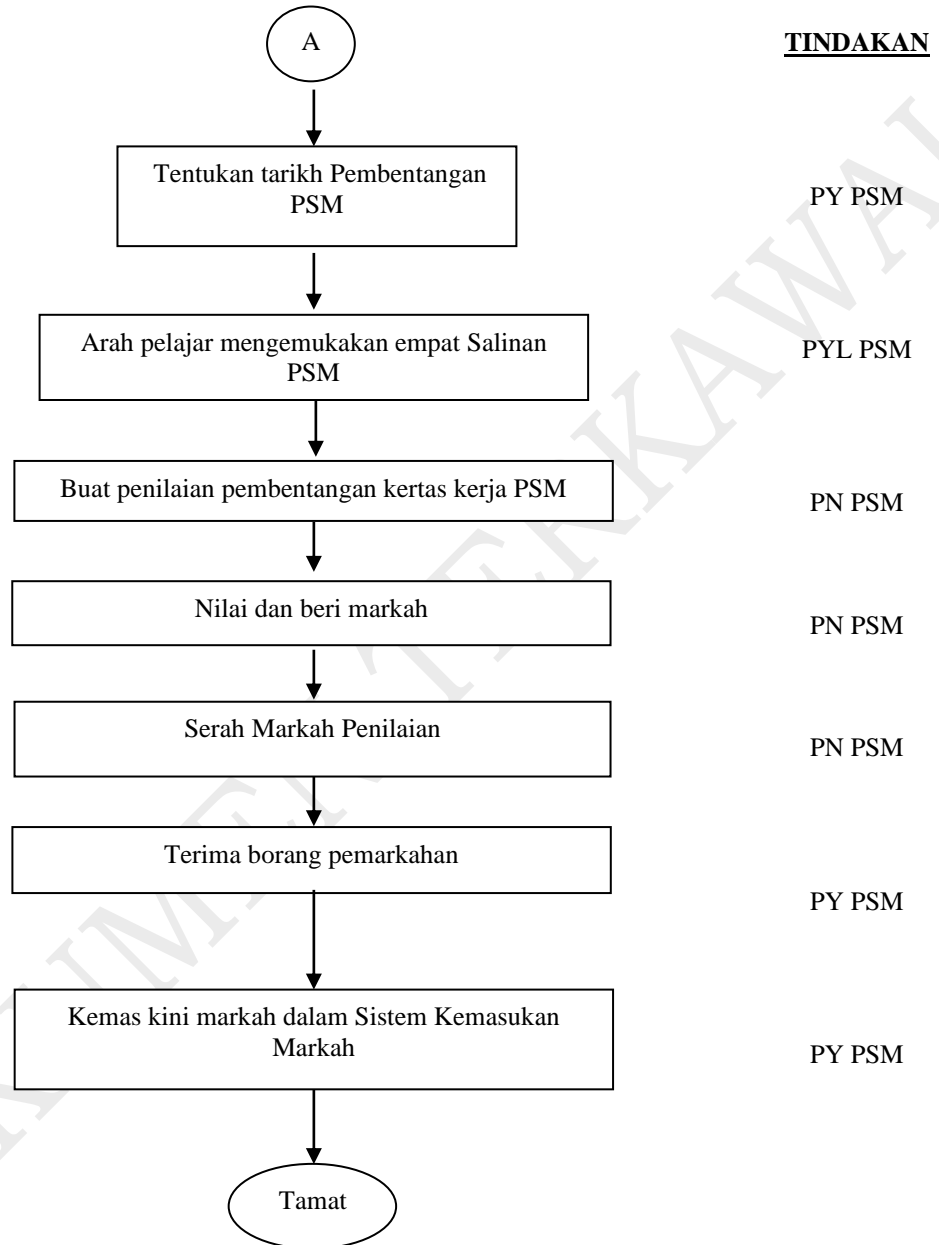 A
TINDAKAN
Tentukan tarikh Pembentangan
PSM
PY PSM
Arah pelajar mengemukakan empat Salinan
PSM
PYL PSM
Buat penilaian pembentangan kertas kerja PSM
PN PSM
Nilai dan beri markah
PN PSM
Serah Markah Penilaian
PN PSM
Terima borang pemarkahan
PY PSM
Kemas kini markah dalam Sistem Kemasukan
Markah
PY PSM
Tamat